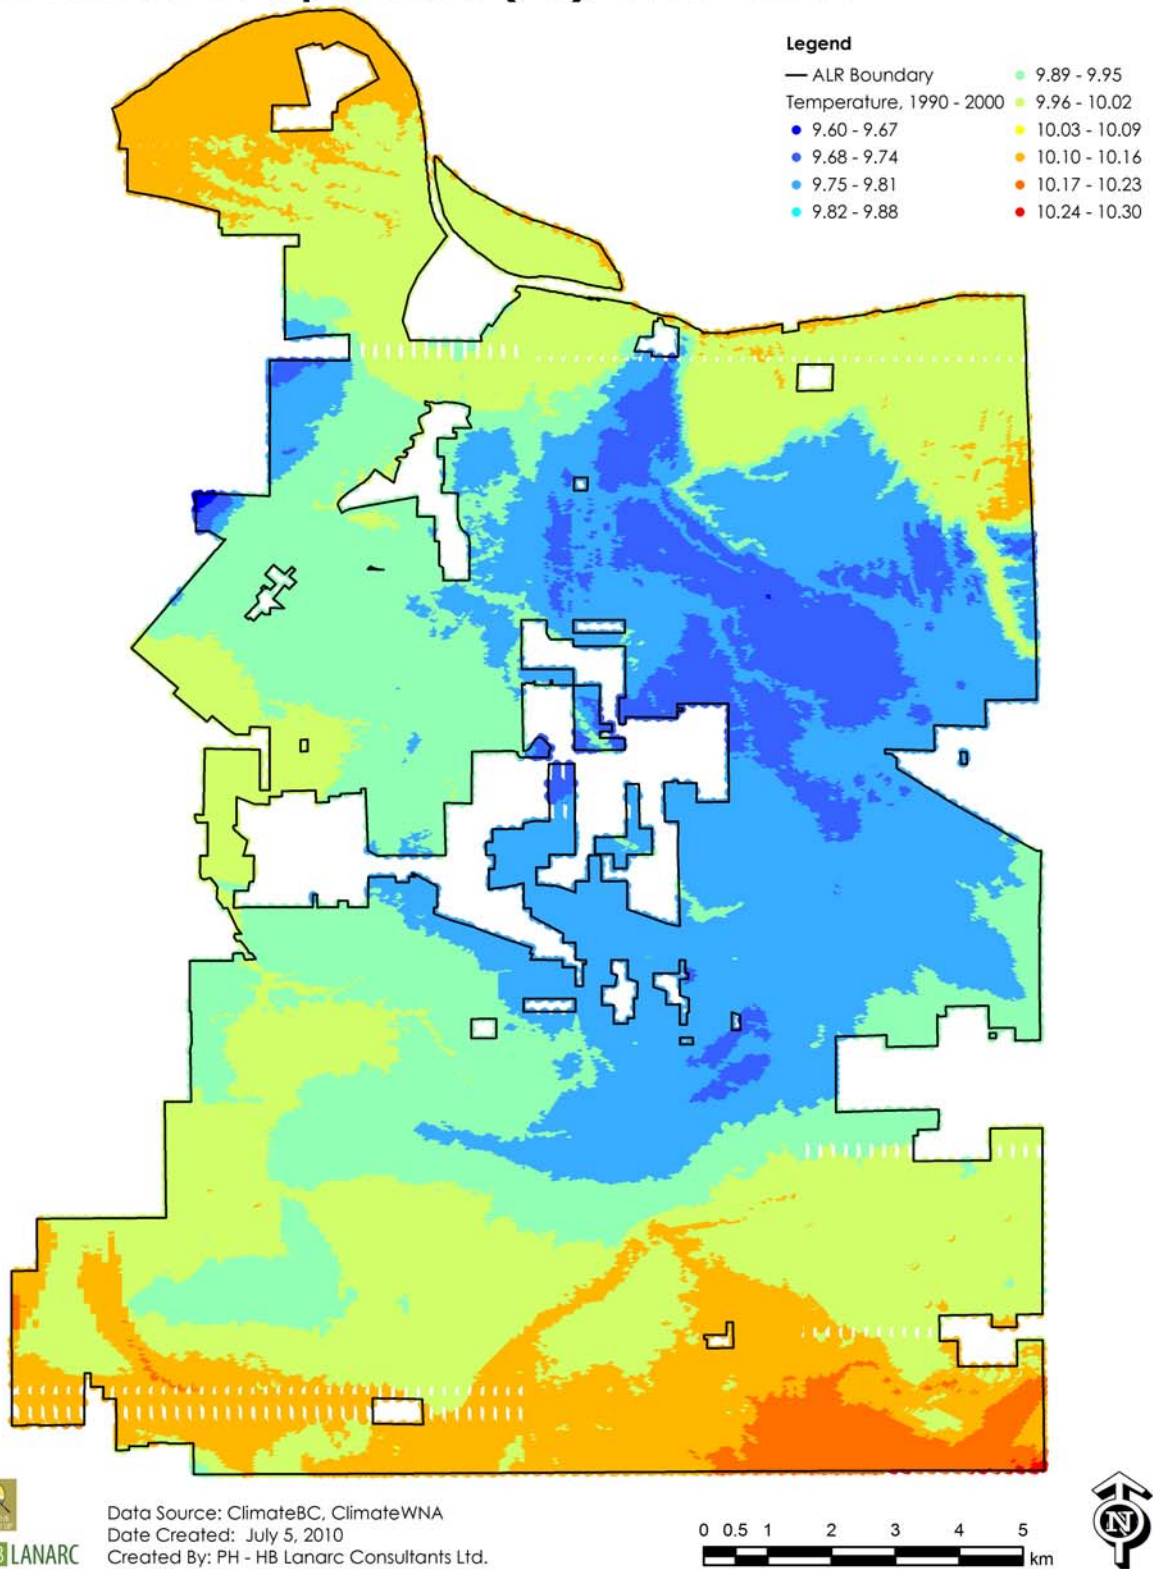 Legend
ALR Boundary
Temperature, 1990 - 2000
9.60 - 9.67
9.68 - 9.74
9.75 - 9.81
9.82 - 9.88
9.89 - 9.95
9.96 - 10.02
10.03 - 10.09
10.10 - 10.16
10.17 - 10.23
10.24 - 10.30
LANARC
Data Source: ClimateBC, ClimateWNA
Date Created: July 5, 2010
Created By: PH - HB Lanarc Consultants Ltd.
0 0.5 1 2 3 4 5
km
N